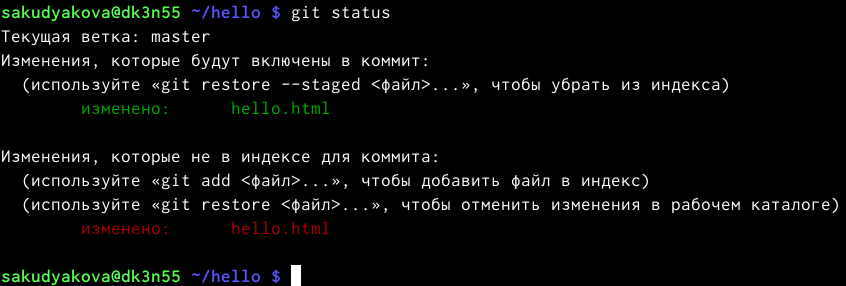 sakudyakova@dk3n55 ~/hello $ git status
Текущая ветка: master
Изменения, которые будут включены в коммит:
  (используйте «git restore --staged <файл>...», чтобы убрать из индекса)
        изменено:      hello.html

Изменения, которые не в индексе для коммита:
  (используйте «git add <файл>...», чтобы добавить файл в индекс)
  (используйте «git restore <файл>...», чтобы отменить изменения в рабочем каталоге)
        изменено:      hello.html

sakudyakova@dk3n55 ~/hello $